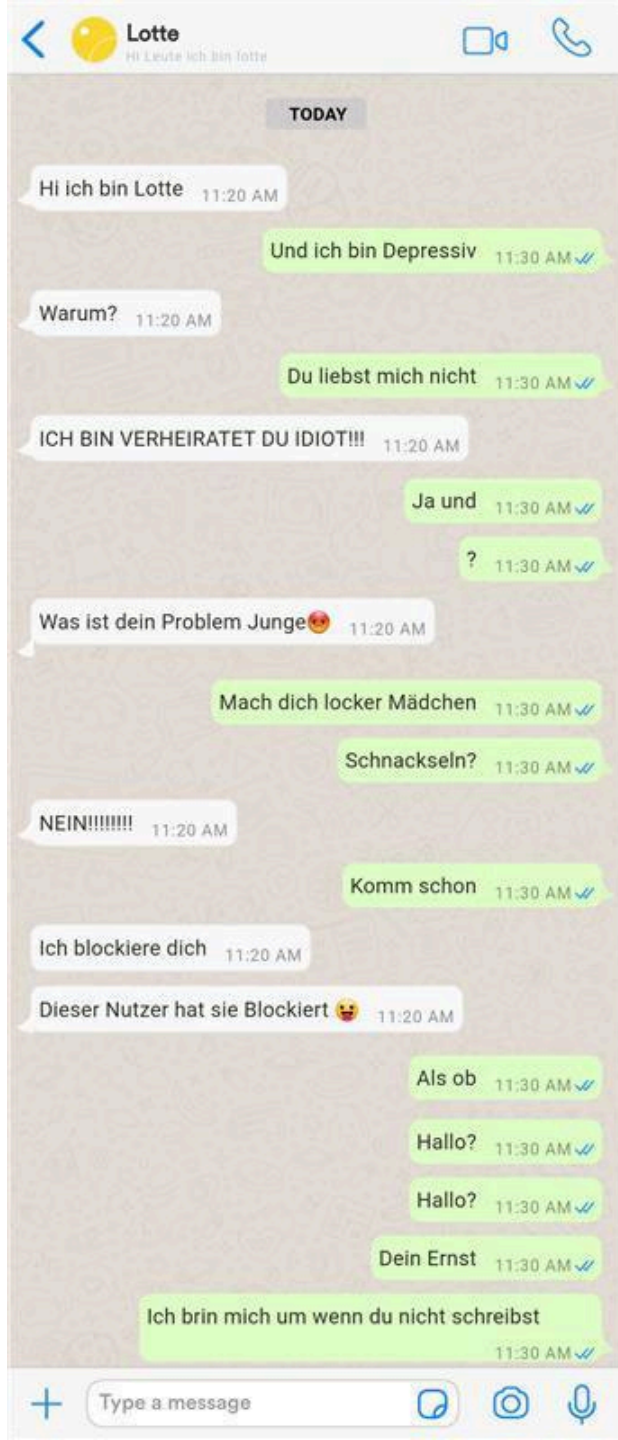 Lotte
Hi Leute ich bin lotte
TODAY
Hi ich bin Lotte 11:20 AM
Und ich bin Depressiv 11:30 AM
Warum? 11:20 AM
Du liebst mich nicht 11:30 AM
ICH BIN VERHEIRATET DU IDIOT!!! 11:20 AM
Ja und 11:30 AM
? 11:30 AM
Was ist dein Problem Junge😡 11:20 AM
Mach dich locker Mädchen 11:30 AM
Schnackseln? 11:30 AM
NEIN!!!!!!!!! 11:20 AM
Komm schon 11:30 AM
Ich blockiere dich 11:20 AM
Dieser Nutzer hat sie Blockiert 😝 11:20 AM
Als ob 11:30 AM
Hallo? 11:30 AM
Hallo? 11:30 AM
Dein Ernst 11:30 AM
Ich brin mich um wenn du nicht schreibst
11:30 AM
Type a message